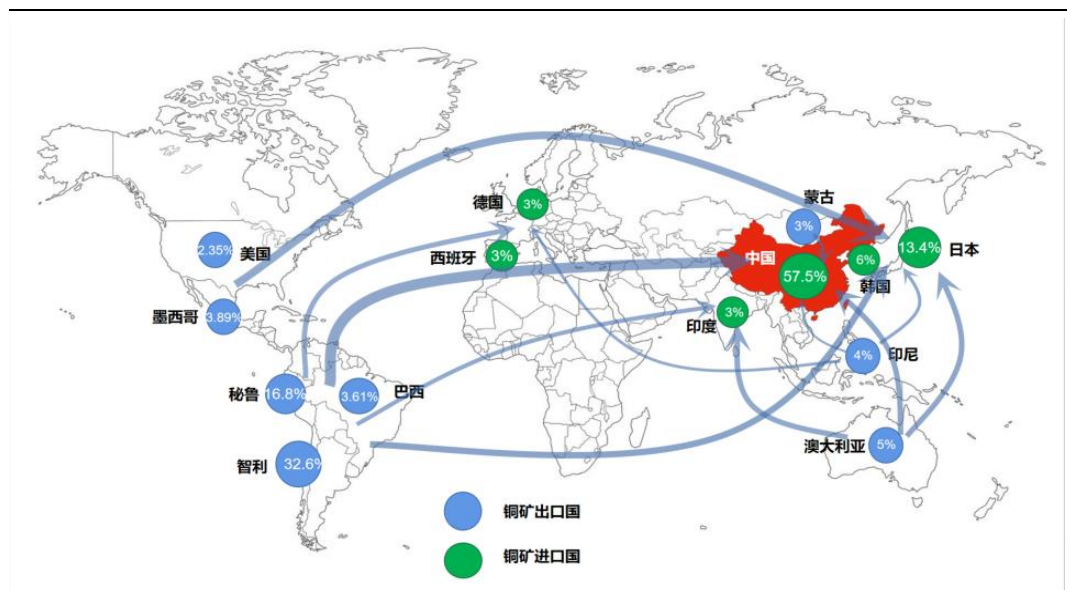 德国
3%
西班牙
3%
美国
2.35%
墨西哥
3.89%
秘鲁
16.8%
巴西
3.61%
智利
32.6%
蒙古
3%
中国
57.5%
韩国
6%
日本
13.4%
印度
3%
印尼
4%
澳大利亚
5%
铜矿出口国
铜矿进口国